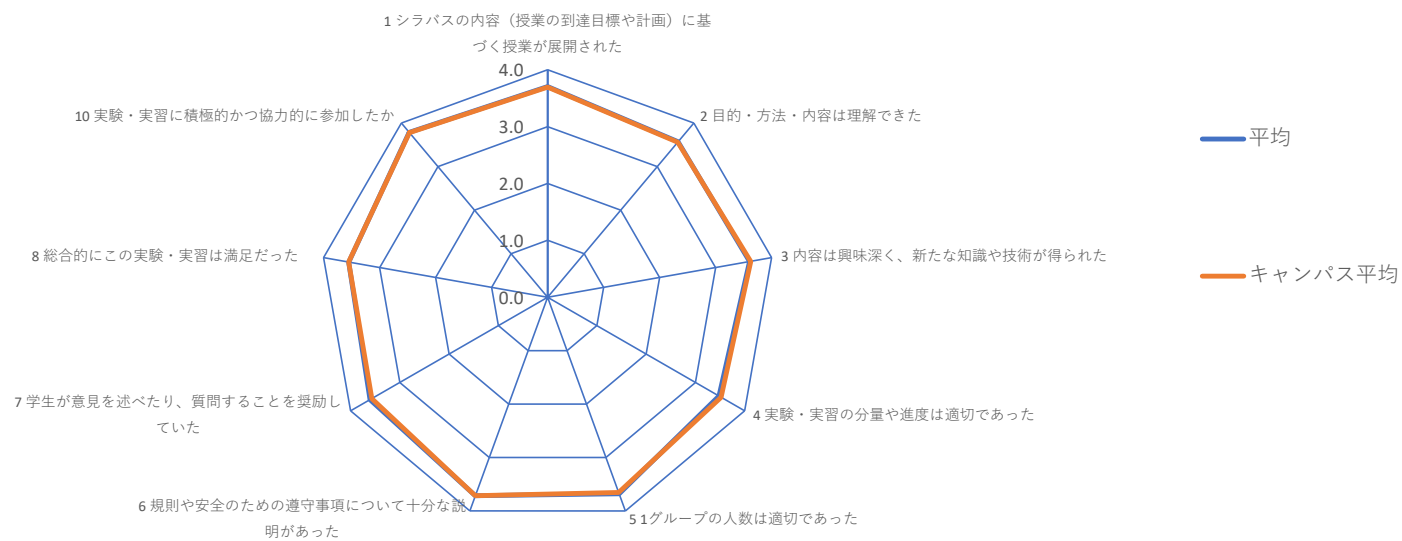 1 シラバスの内容（授業の到達目標や計画）に基
づく授業が展開された
4.0
3.0
2.0
1.0
0.0
2 目的・方法・内容は理解できた
3 内容は興味深く、新たな知識や技術が得られた
4 実験・実習の分量や進度は適切であった
5 1グループの人数は適切であった
6 規則や安全のための遵守事項について十分な説
明があった
7 学生が意見を述べたり、質問することを奨励し
ていた
8 総合的にこの実験・実習は満足だった
10 実験・実習に積極的かつ協力的に参加したか
平均
キャンパス平均